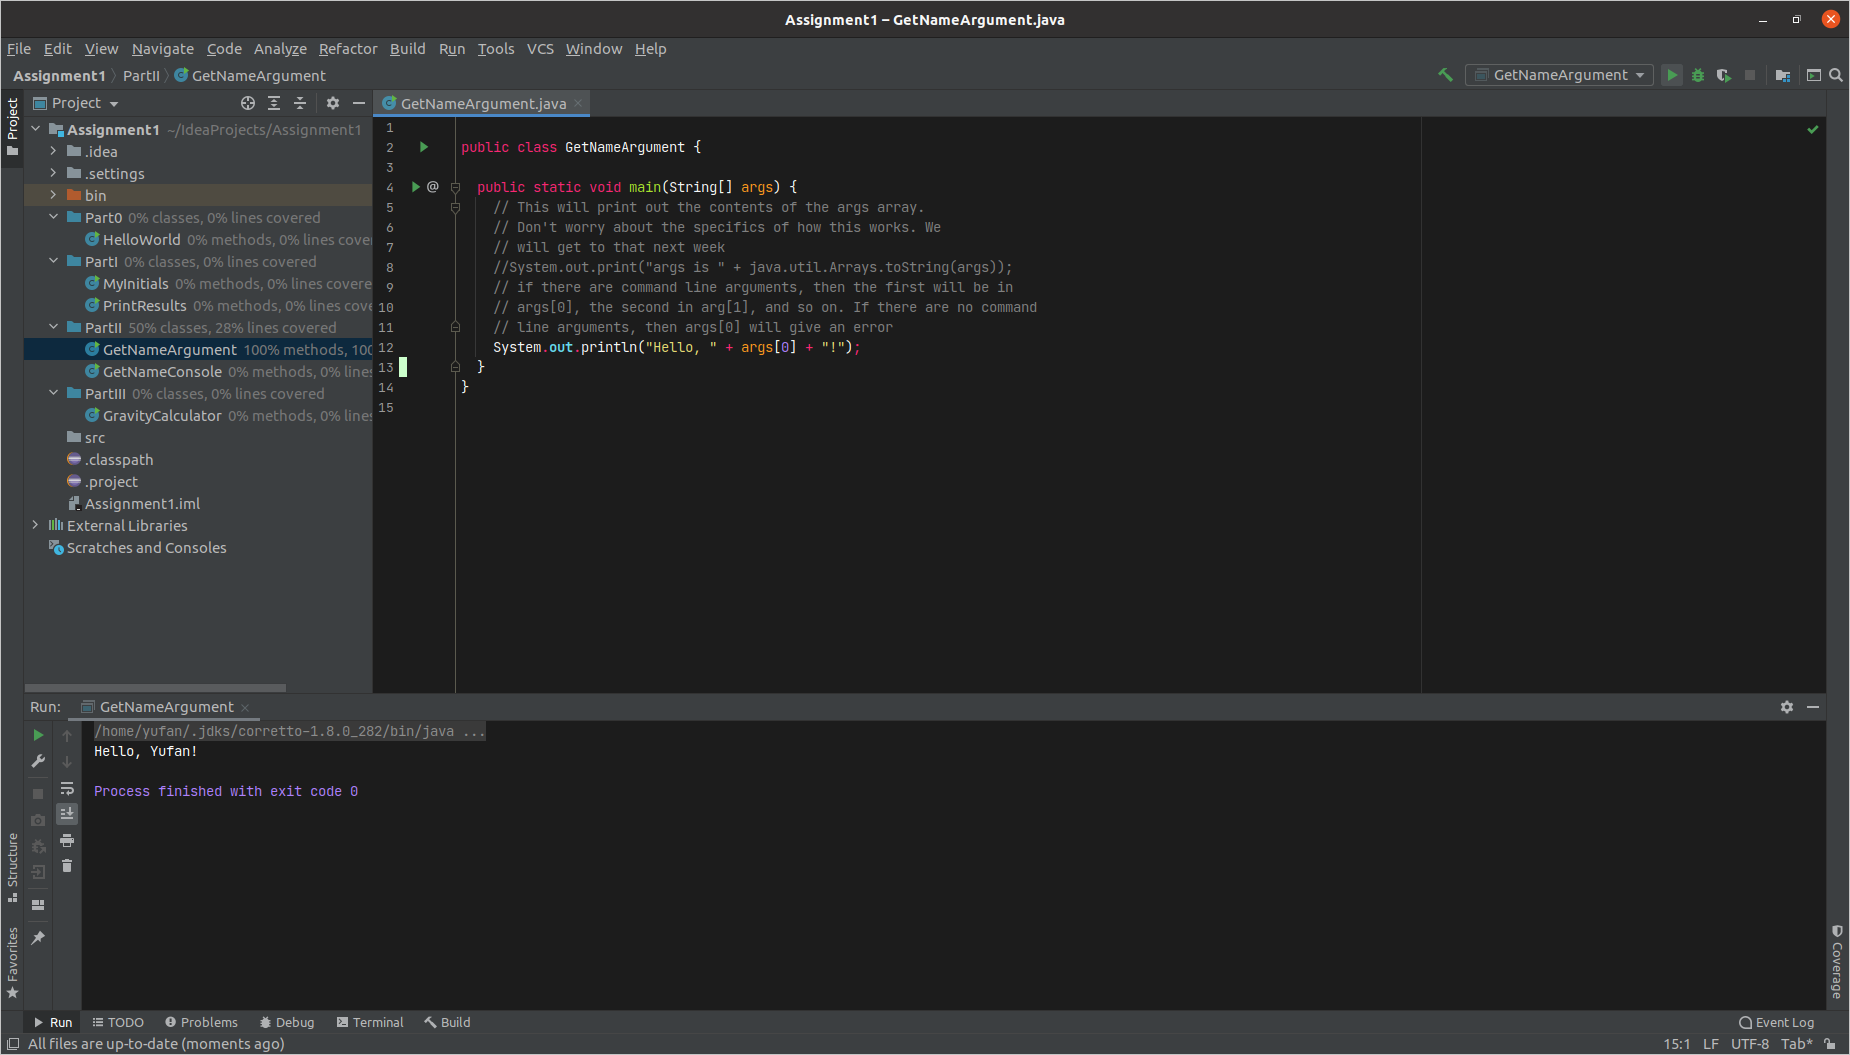 Assignment1 – GetNameArgument.java
File Edit View Navigate Code Analyze Refactor Build Run Tools VCS Window Help
Assignment1 PartII GetNameArgument
GetNameArgument
Project
Project
GetNameArgument.java
Assignment1 ~/IdeaProjects/Assignment1
.idea
.settings
bin
Part0 0% classes, 0% lines covered
HelloWorld 0% methods, 0% lines cove
PartI 0% classes, 0% lines covered
MyInitials 0% methods, 0% lines covere
PrintResults 0% methods, 0% lines cove
PartII 50% classes, 28% lines covered
GetNameArgument 100% methods, 100
GetNameConsole 0% methods, 0% lines
PartIII 0% classes, 0% lines covered
GravityCalculator 0% methods, 0% lines
src
.classpath
.project
Assignment1.iml
External Libraries
Scratches and Consoles
1
2 public class GetNameArgument {
3
4 @ public static void main(String[] args) {
5 // This will print out the contents of the args array.
6 // Don't worry about the specifics of how this works. We
7 // will get to that next week
8 //System.out.print("args is " + java.util.Arrays.toString(args));
9 // if there are command line arguments, then the first will be in
10 // args[0], the second in arg[1], and so on. If there are no command
11 // line arguments, then args[0] will give an error
12 System.out.println("Hello, " + args[0] + "!");
13 }
14 }
15
Run: GetNameArgument
/home/yufan/.jdks/corretto-1.8.0_282/bin/java ...
Hello, Yufan!
Process finished with exit code 0
Structure
Favorites
Coverage
Run TODO Problems Debug Terminal Build Event Log
All files are up-to-date (moments ago) 15:1 LF UTF-8 Tab*